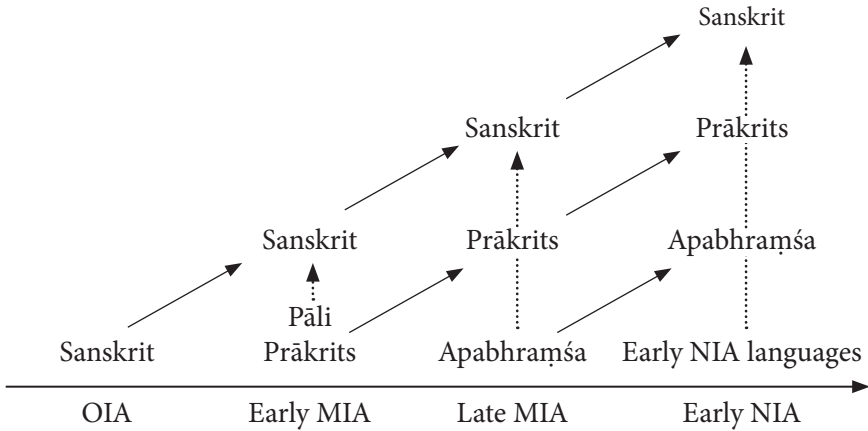 Sanskrit
Sanskrit Prākrits
Sanskrit Prākrits Apabhraṃśa
Pāli
Sanskrit Prākrits Apabhraṃśa Early NIA languages
OIA Early MIA Late MIA Early NIA